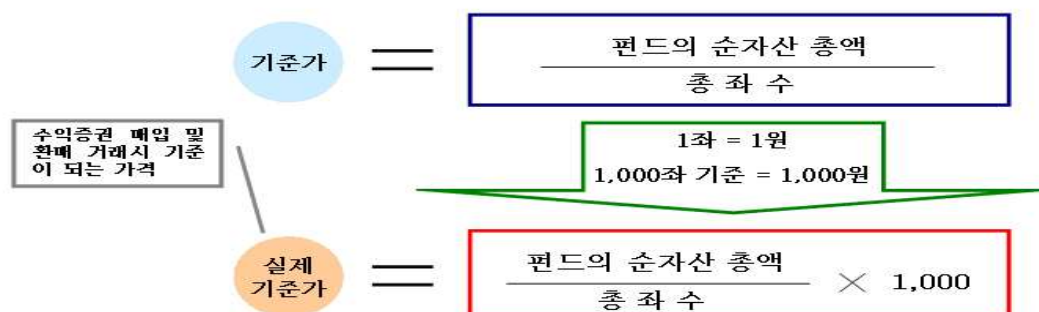 기준가
펀드의 순자산 총액
총 좌 수
수익증권 매입 및
환매 거래시 기준
이 되는 가격
1좌 = 1원
1,000좌 기준 = 1,000원
실제
기준가
펀드의 순자산 총액
총 좌 수
× 1,000